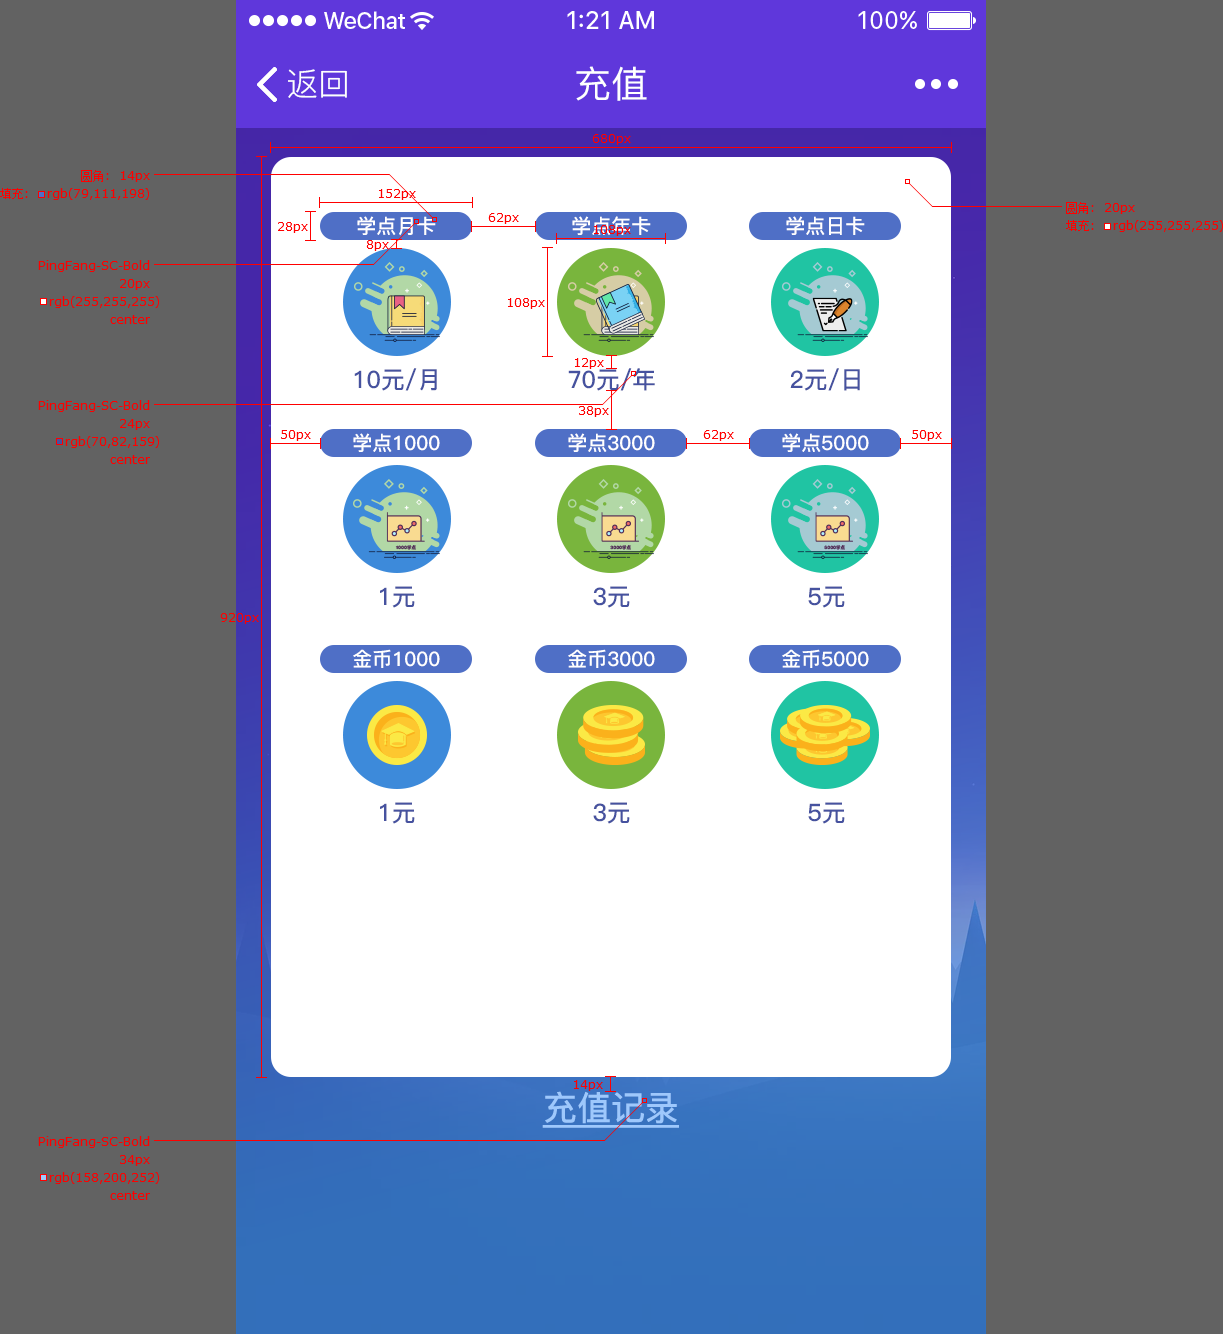 WeChat 1:21 AM 100%
返回 充值
680px
圆角： 14px
填充： rgb(79,111,198)
152px
圆角： 20px
填充： rgb(255,255,255)
28px 学点月卡 62px 学点年卡 学点日卡
108px
8px
PingFang-SC-Bold
20px
rgb(255,255,255)
center
108px
12px
10元/月 70元/年 2元/日
PingFang-SC-Bold
24px
rgb(70,82,159)
center
38px
50px 学点1000 学点3000 62px 学点5000 50px
1000学点 3000学点 5000学点
1元 3元 5元
920px
金币1000 金币3000 金币5000
1元 3元 5元
14px
充值记录
PingFang-SC-Bold
34px
rgb(158,200,252)
center